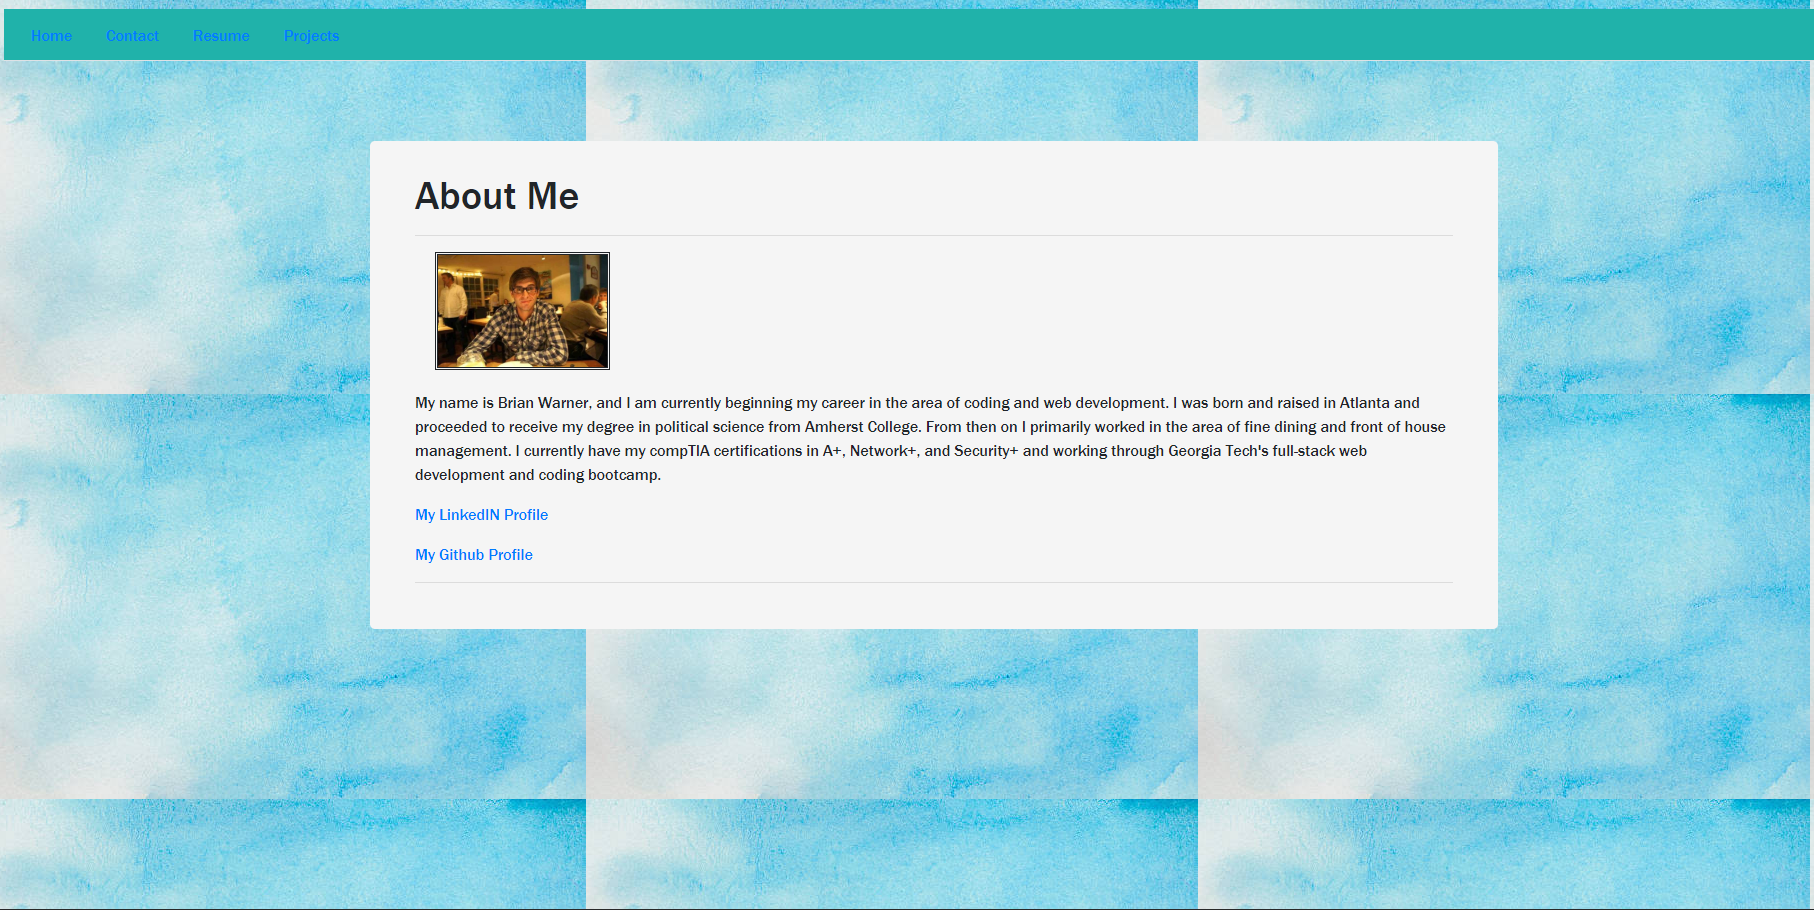 Home Contact Resume Projects
About Me
My name is Brian Warner, and I am currently beginning my career in the area of coding and web development. I was born and raised in Atlanta and
proceeded to receive my degree in political science from Amherst College. From then on I primarily worked in the area of fine dining and front of house
management. I currently have my compTIA certifications in A+, Network+, and Security+ and working through Georgia Tech's full-stack web
development and coding bootcamp.
My LinkedIN Profile
My Github Profile